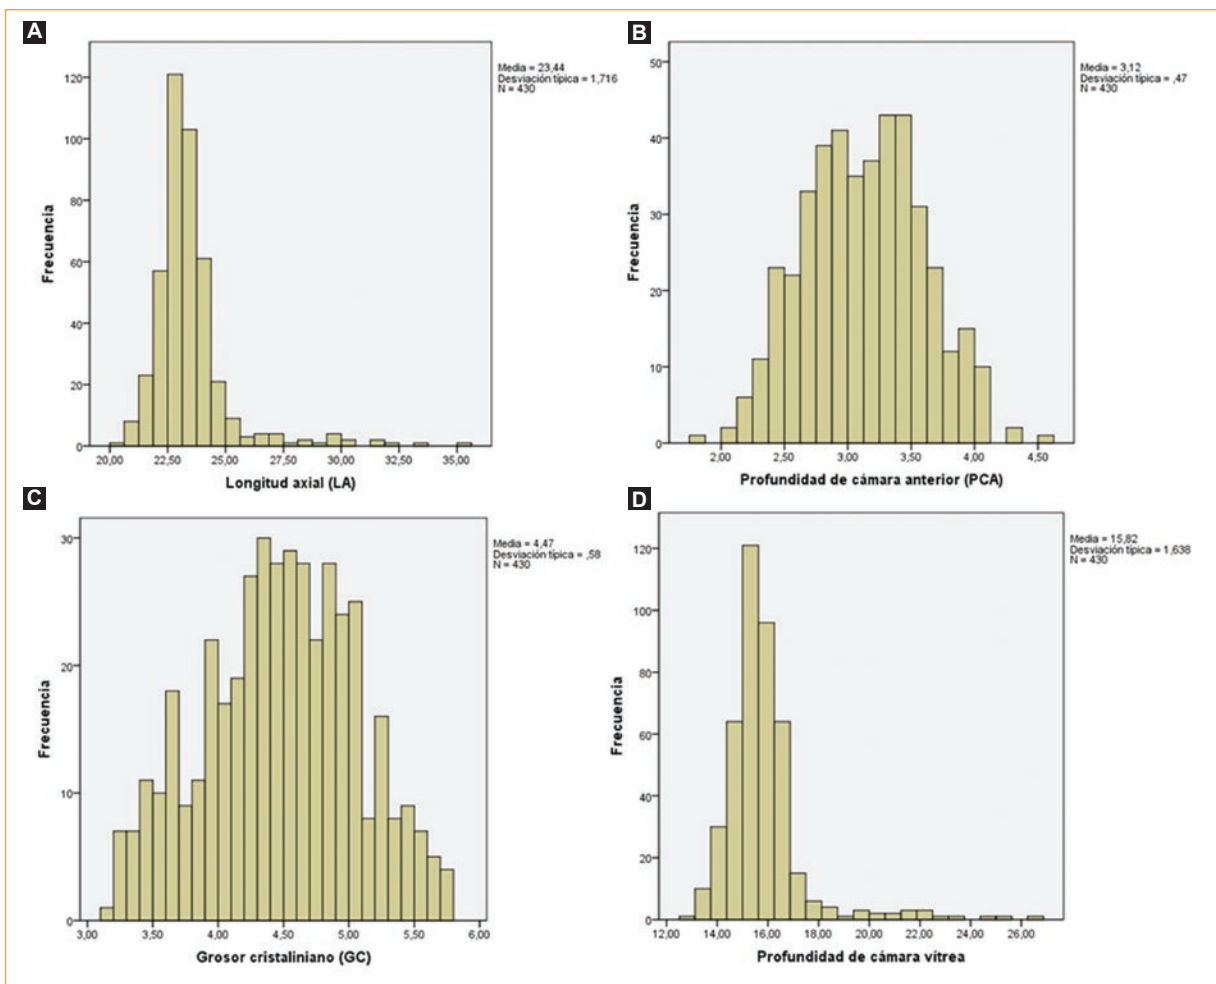 A
Media = 23,44
Desviación típica = 1,716
N = 430
120
100
80
60
40
20
0
Frecuencia
20,00 22,50 25,00 27,50 30,00 32,50 35,00
Longitud axial (LA)
B
Media = 3,12
Desviación típica = ,47
N = 430
50
40
30
20
10
0
Frecuencia
2,00 2,50 3,00 3,50 4,00 4,50
Profundidad de cámara anterior (PCA)
C
Media = 4,47
Desviación típica = ,58
N = 430
30
20
10
0
Frecuencia
3,00 3,50 4,00 4,50 5,00 5,50 6,00
Grosor cristaliniano (GC)
D
Media = 15,82
Desviación típica = 1,638
N = 430
120
100
80
60
40
20
0
Frecuencia
12,00 14,00 16,00 18,00 20,00 22,00 24,00 26,00
Profundidad de cámara vítrea